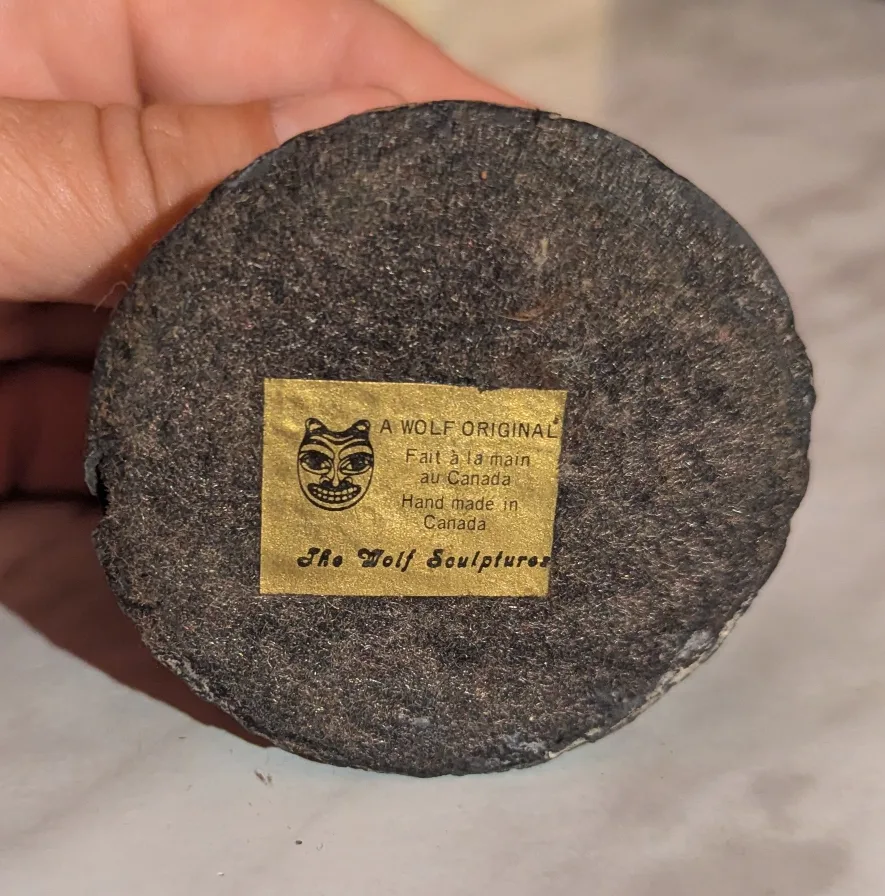 A WOLF ORIGINAL
Fait à la main
au Canada
Hand made in
Canada
The Wolf Sculptures